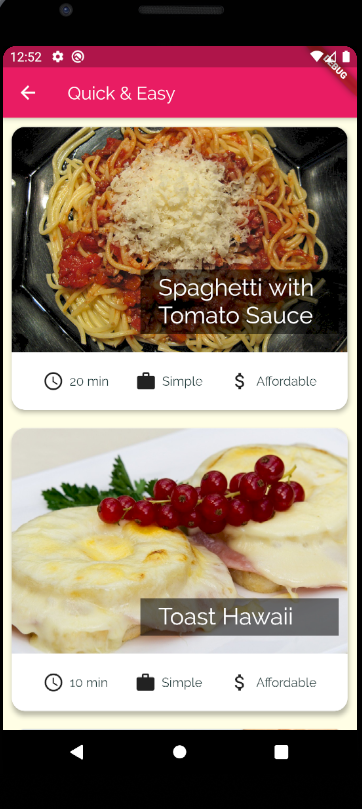 12:52
DEBUG
Quick & Easy
Spaghetti with
Tomato Sauce
20 min Simple Affordable
Toast Hawaii
10 min Simple Affordable